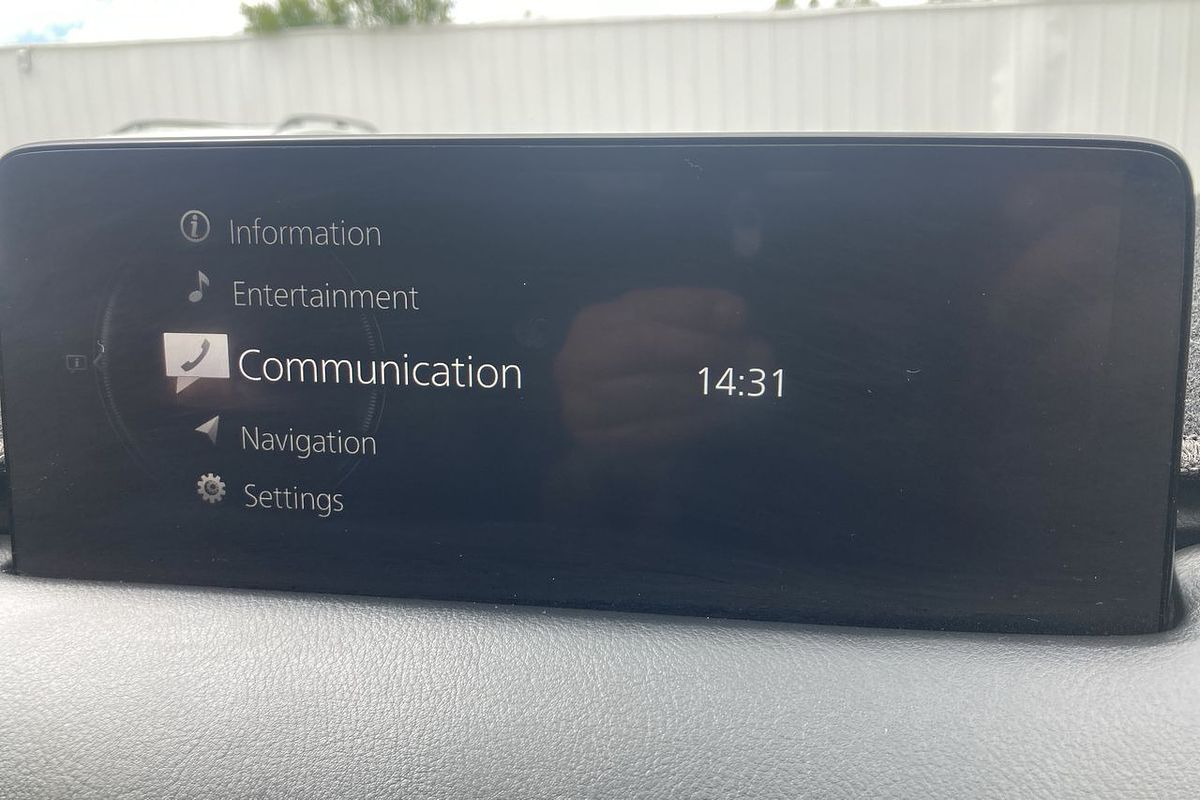 Information
Entertainment
Communication
14:31
Navigation
Settings